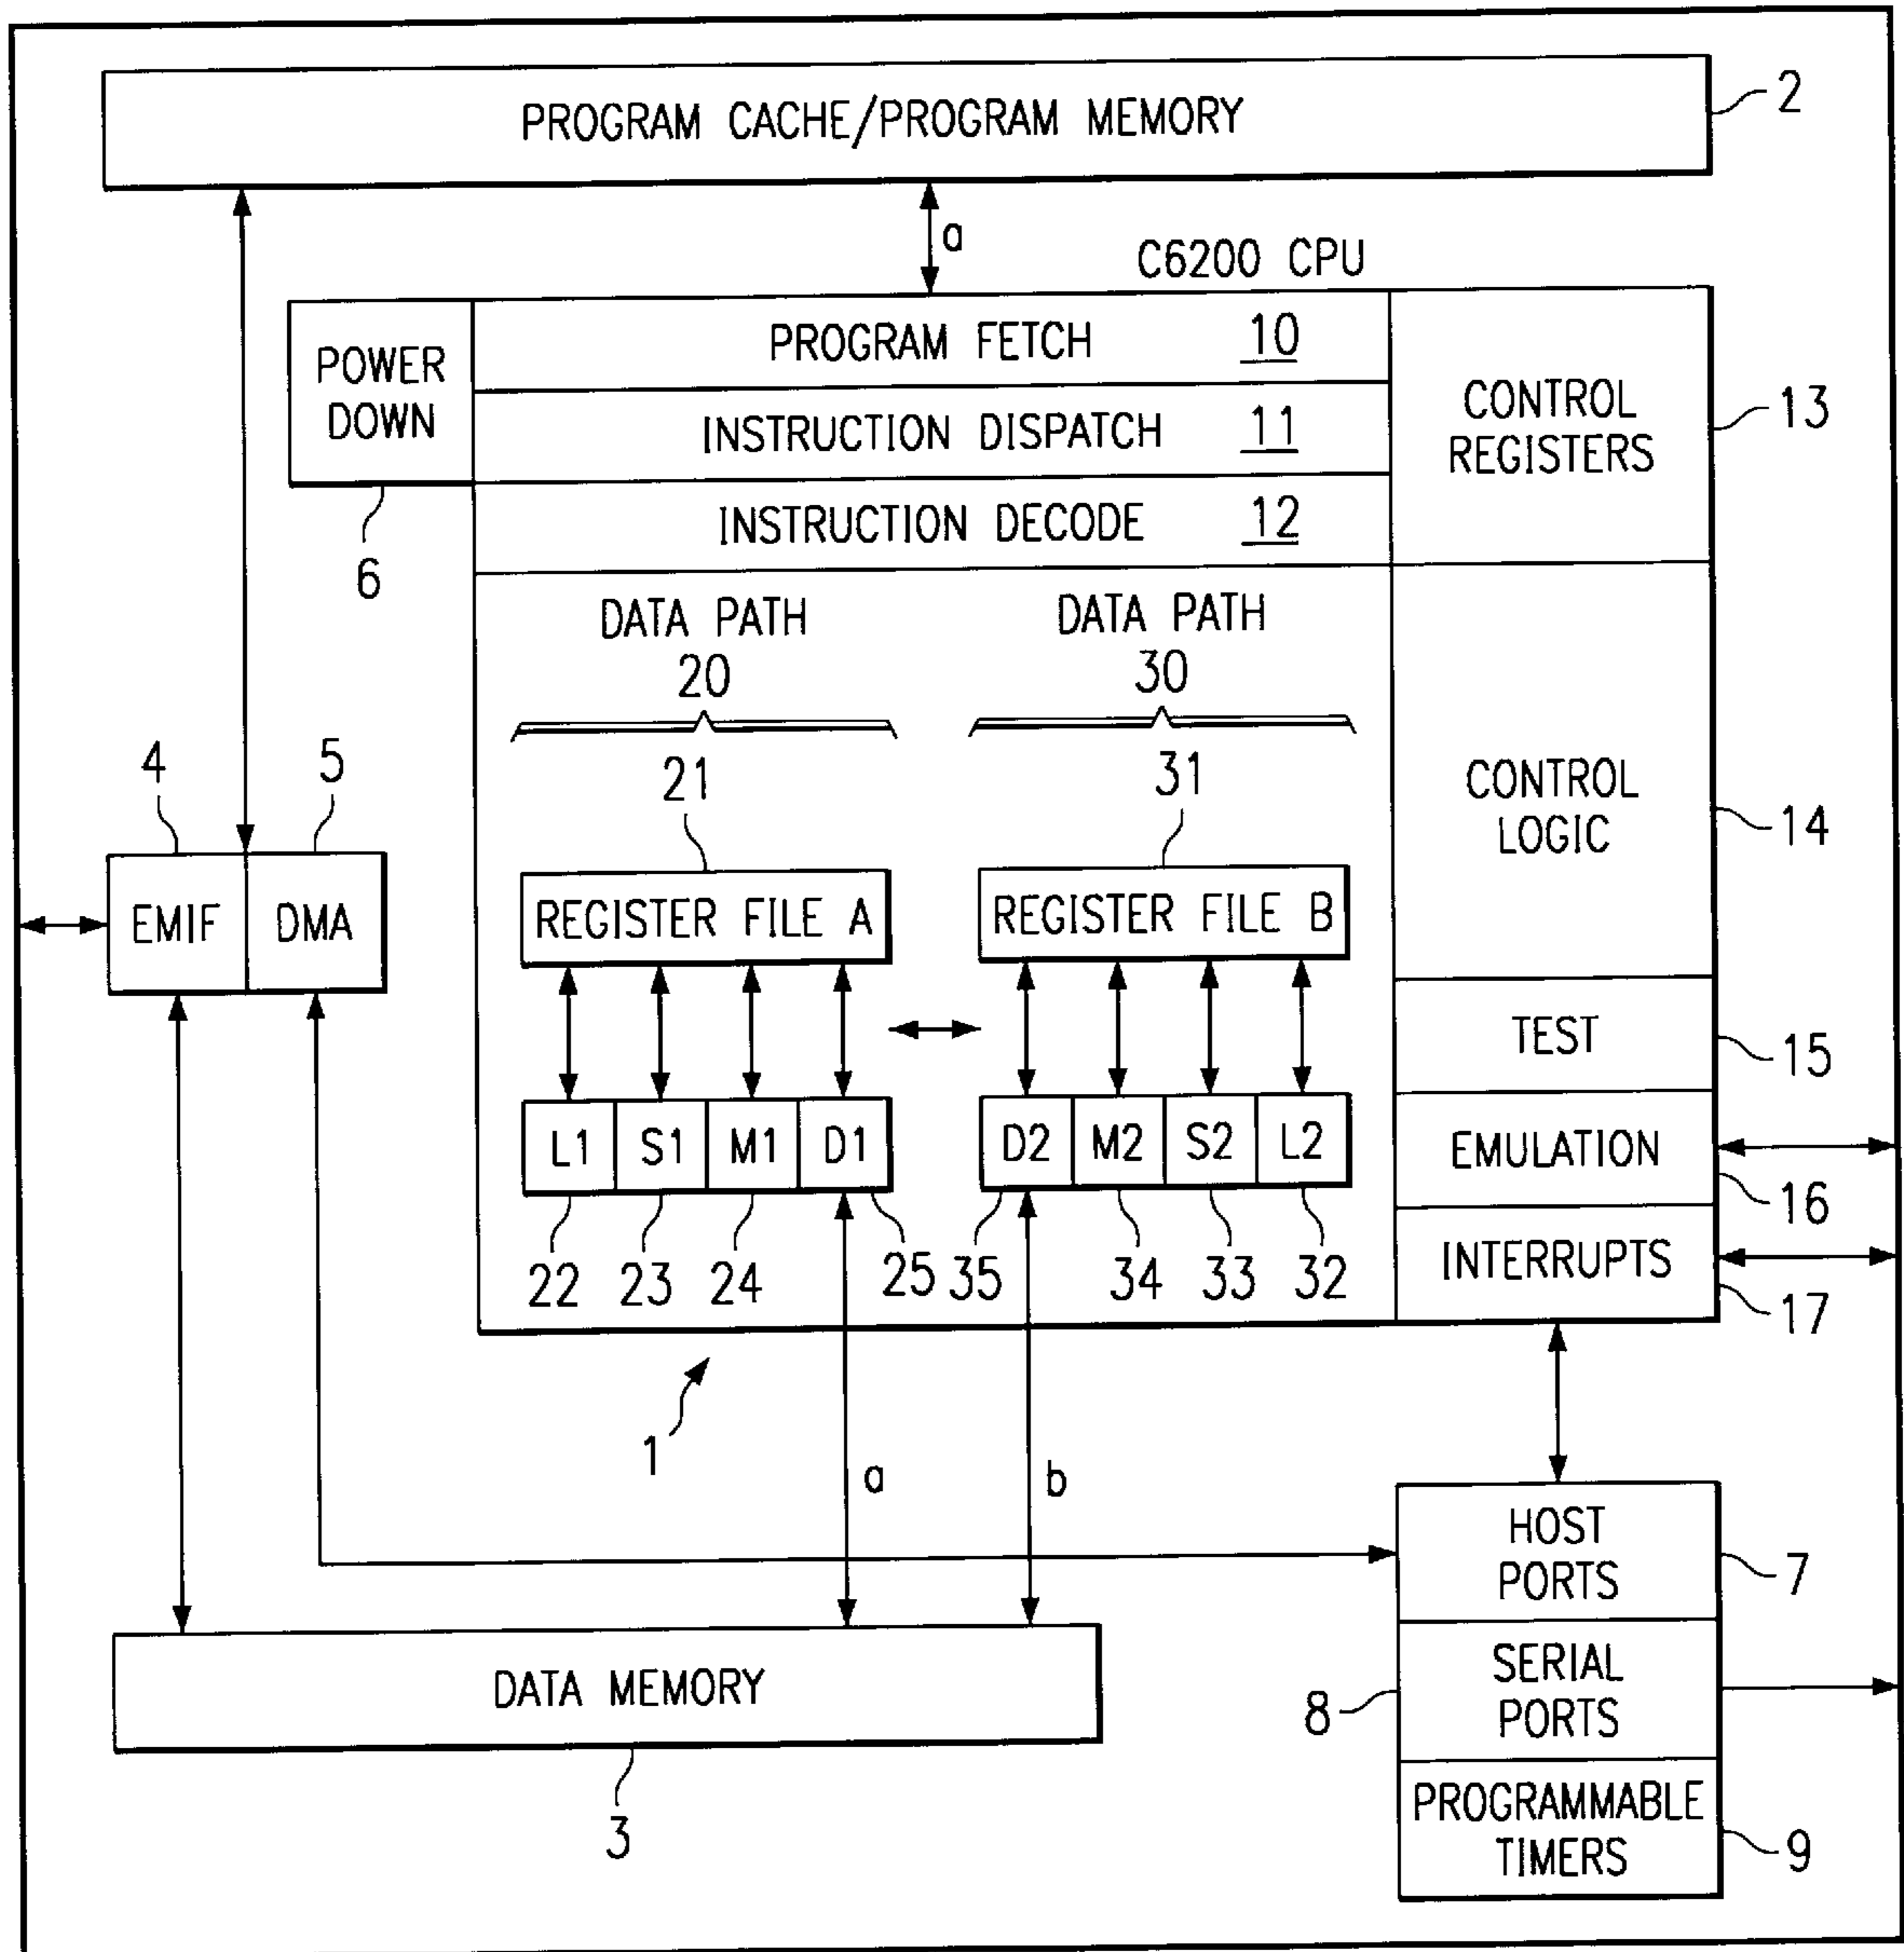 PROGRAM CACHE/PROGRAM MEMORY
2
a
C6200 CPU
POWER
DOWN
6
PROGRAM FETCH 10
INSTRUCTION DISPATCH 11
INSTRUCTION DECODE 12
CONTROL
REGISTERS
13
DATA PATH
20
DATA PATH
30
4
5
21
31
CONTROL
LOGIC
14
EMIF
DMA
REGISTER FILE A
REGISTER FILE B
TEST
15
L1
S1
M1
D1
D2
M2
S2
L2
EMULATION
16
22
23
24
25
35
34
33
32
INTERRUPTS
17
1
a
b
HOST
PORTS
7
DATA MEMORY
3
SERIAL
PORTS
8
PROGRAMMABLE
TIMERS
9